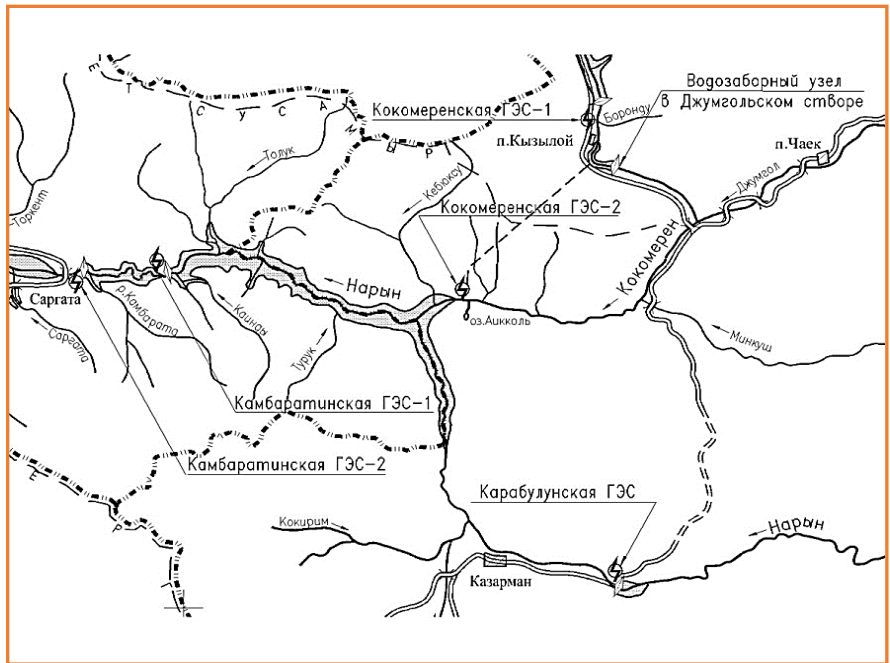 Е Т С У С А М Ы Р
Кокомеренская ГЭС-1
п.Кызылой
Боронду
Водозаборный узел
в Джумгольском створе
п.Чаек
Джумгол
Толук
Кебюксу
Торкент
Кокомеренская ГЭС-2
Кокомерен
Нарын
Саргата
р.Камбарата
Каинды
оз.Аикколь
Саргата
Турук
Минкуш
Камбаратинская ГЭС-1
Камбаратинская ГЭС-2
Карабулунская ГЭС
Е Р
Кокирим
Нарын
Казарман